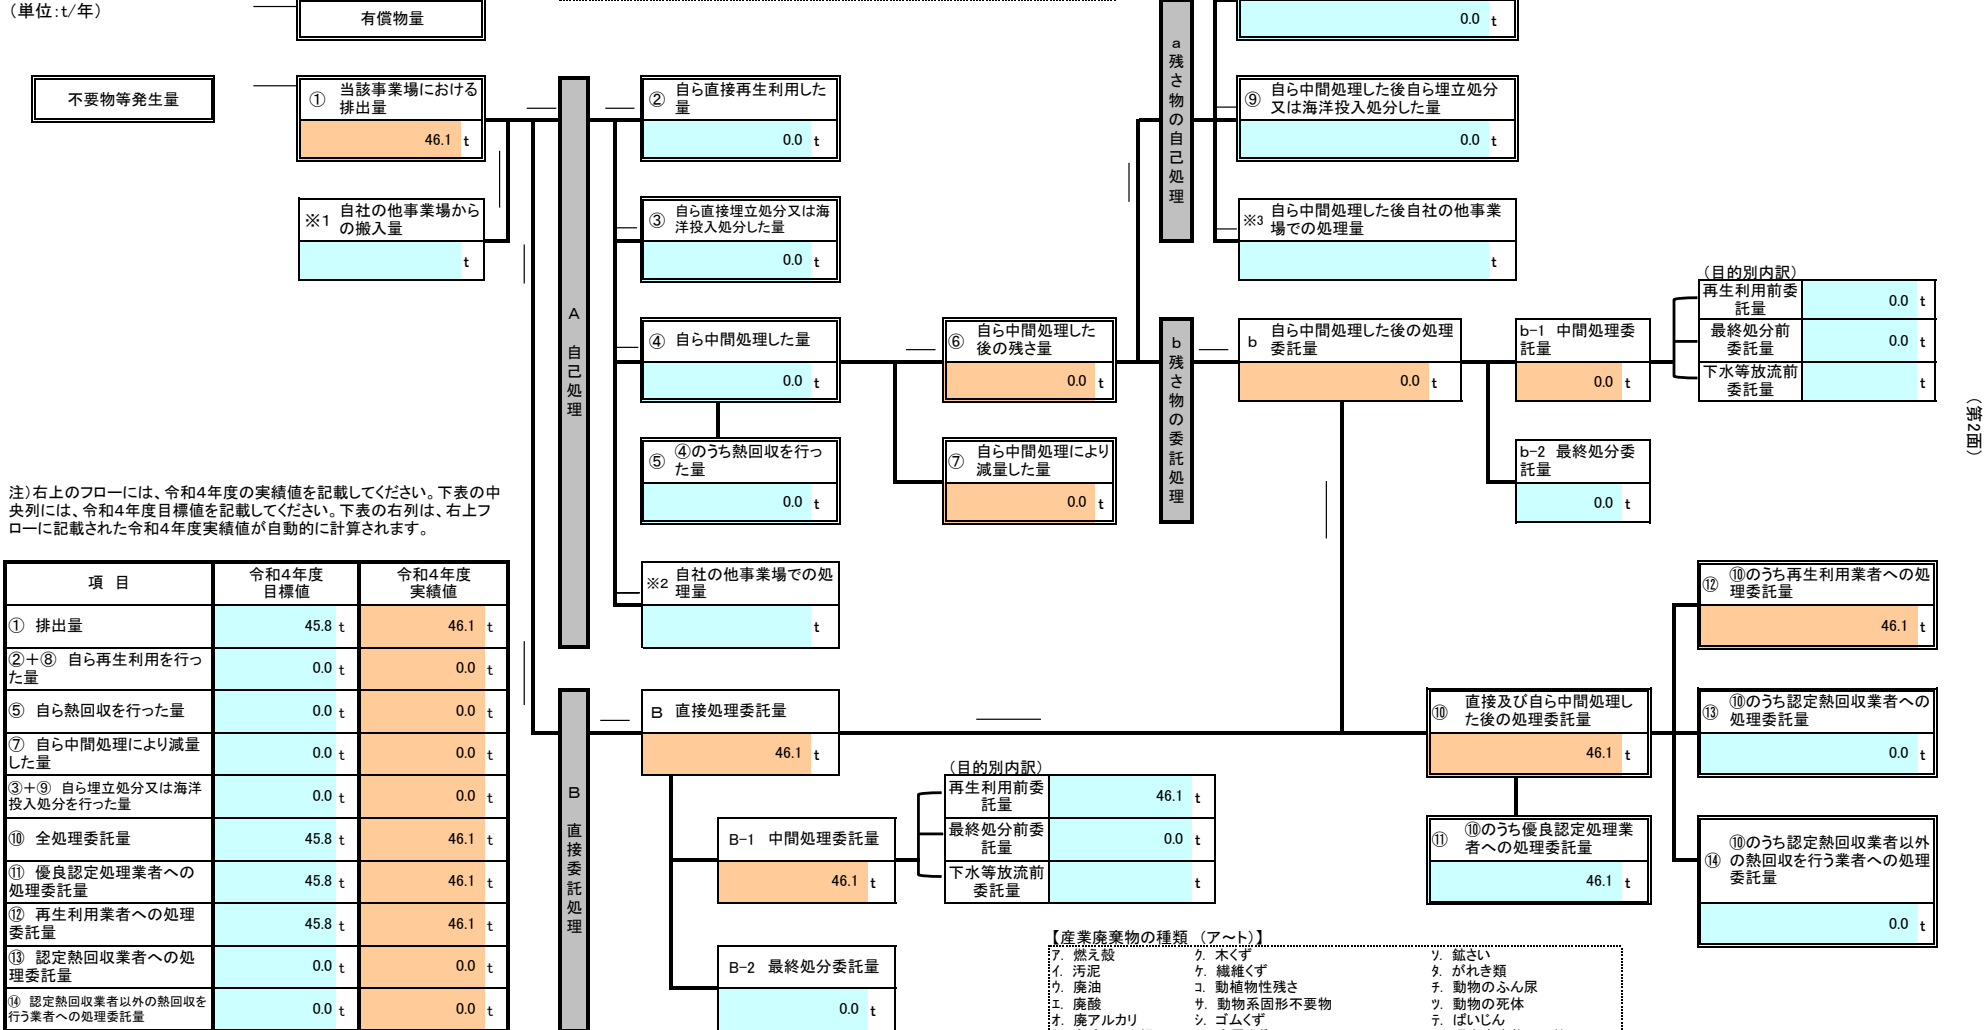 （単位：t/年）
有償物量
0.0 t
不要物等発生量
① 当該事業場における
排出量
46.1 t
※1 自社の他事業場から
の搬入量
t
A 自己処理
② 自ら直接再生利用した
量
0.0 t
③ 自ら直接埋立処分又は海
洋投入処分した量
0.0 t
④ 自ら中間処理した量
0.0 t
⑤ ④のうち熱回収を行っ
た量
0.0 t
※2 自社の他事業場での処
理量
t
⑥ 自ら中間処理した
後の残さ量
0.0 t
⑦ 自ら中間処理により
減量した量
0.0 t
a 残さ物の自己処理
⑨ 自ら中間処理した後自ら埋立処分
又は海洋投入処分した量
0.0 t
※3 自ら中間処理した後自社の他事業
場での処理量
t
b 残さ物の委託処理
b 自ら中間処理した後の処理
委託量
0.0 t
b-1 中間処理委
託量
0.0 t
b-2 最終処分委
託量
0.0 t
（目的別内訳）
再生利用前委
託量
0.0 t
最終処分前
委託量
0.0 t
下水等放流前
委託量
t
（第2面）
注）右上のフローには、令和4年度の実績値を記載してください。下表の中
央列には、令和4年度目標値を記載してください。下表の右列は、右上フ
ローに記載された令和4年度実績値が自動的に計算されます。
項 目 令和4年度
目標値 令和4年度
実績値
① 排出量 45.8 t 46.1 t
②＋⑧ 自ら再生利用を行っ
た量 0.0 t 0.0 t
⑤ 自ら熱回収を行った量 0.0 t 0.0 t
⑦ 自ら中間処理により減量
した量 0.0 t 0.0 t
③＋⑨ 自ら埋立処分又は海洋
投入処分を行った量 0.0 t 0.0 t
⑩ 全処理委託量 45.8 t 46.1 t
⑪ 優良認定処理業者への
処理委託量 45.8 t 46.1 t
⑫ 再生利用業者への処理
委託量 45.8 t 46.1 t
⑬ 認定熱回収業者への処
理委託量 0.0 t 0.0 t
⑭ 認定熱回収業者以外の熱回収を
行う業者への処理委託量 0.0 t 0.0 t
B 直接委託処理
B 直接処理委託量
46.1 t
B-1 中間処理委託量
46.1 t
B-2 最終処分委託量
0.0 t
（目的別内訳）
再生利用前委
託量
46.1 t
最終処分前委
託量
0.0 t
下水等放流前
委託量
t
⑩ 直接及び自ら中間処理し
た後の処理委託量
46.1 t
⑪ ⑩のうち優良認定処理業
者への処理委託量
46.1 t
⑫ ⑩のうち再生利用業者への処
理委託量
46.1 t
⑬ ⑩のうち認定熱回収業者への
処理委託量
0.0 t
⑭ ⑩のうち認定熱回収業者以外
の熱回収を行う業者への処理
委託量
0.0 t
【産業廃棄物の種類 （ア～ト）】
ア. 燃え殻 ク. 木くず ソ. 鉱さい
イ. 汚泥 ケ. 繊維くず タ. がれき類
ウ. 廃油 コ. 動植物性残さ チ. 動物のふん尿
エ. 廃酸 サ. 動物系固形不要物 ツ. 動物の死体
オ. 廃アルカリ シ. ゴムくず テ. ばいじん